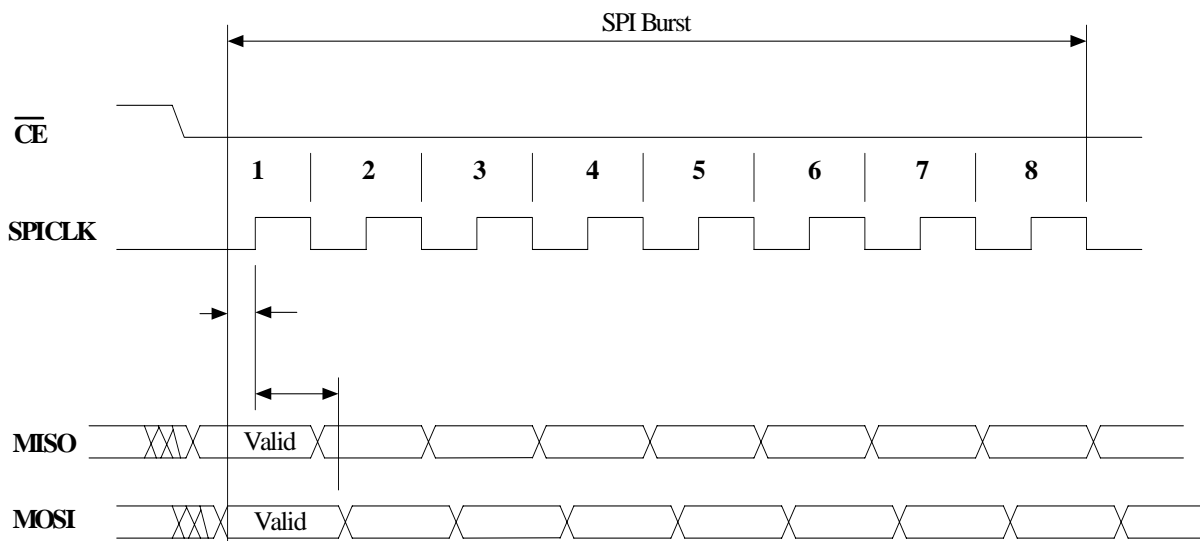 SPI Burst
CE
1 2 3 4 5 6 7 8
SPICLK
MISO Valid
MOSI Valid